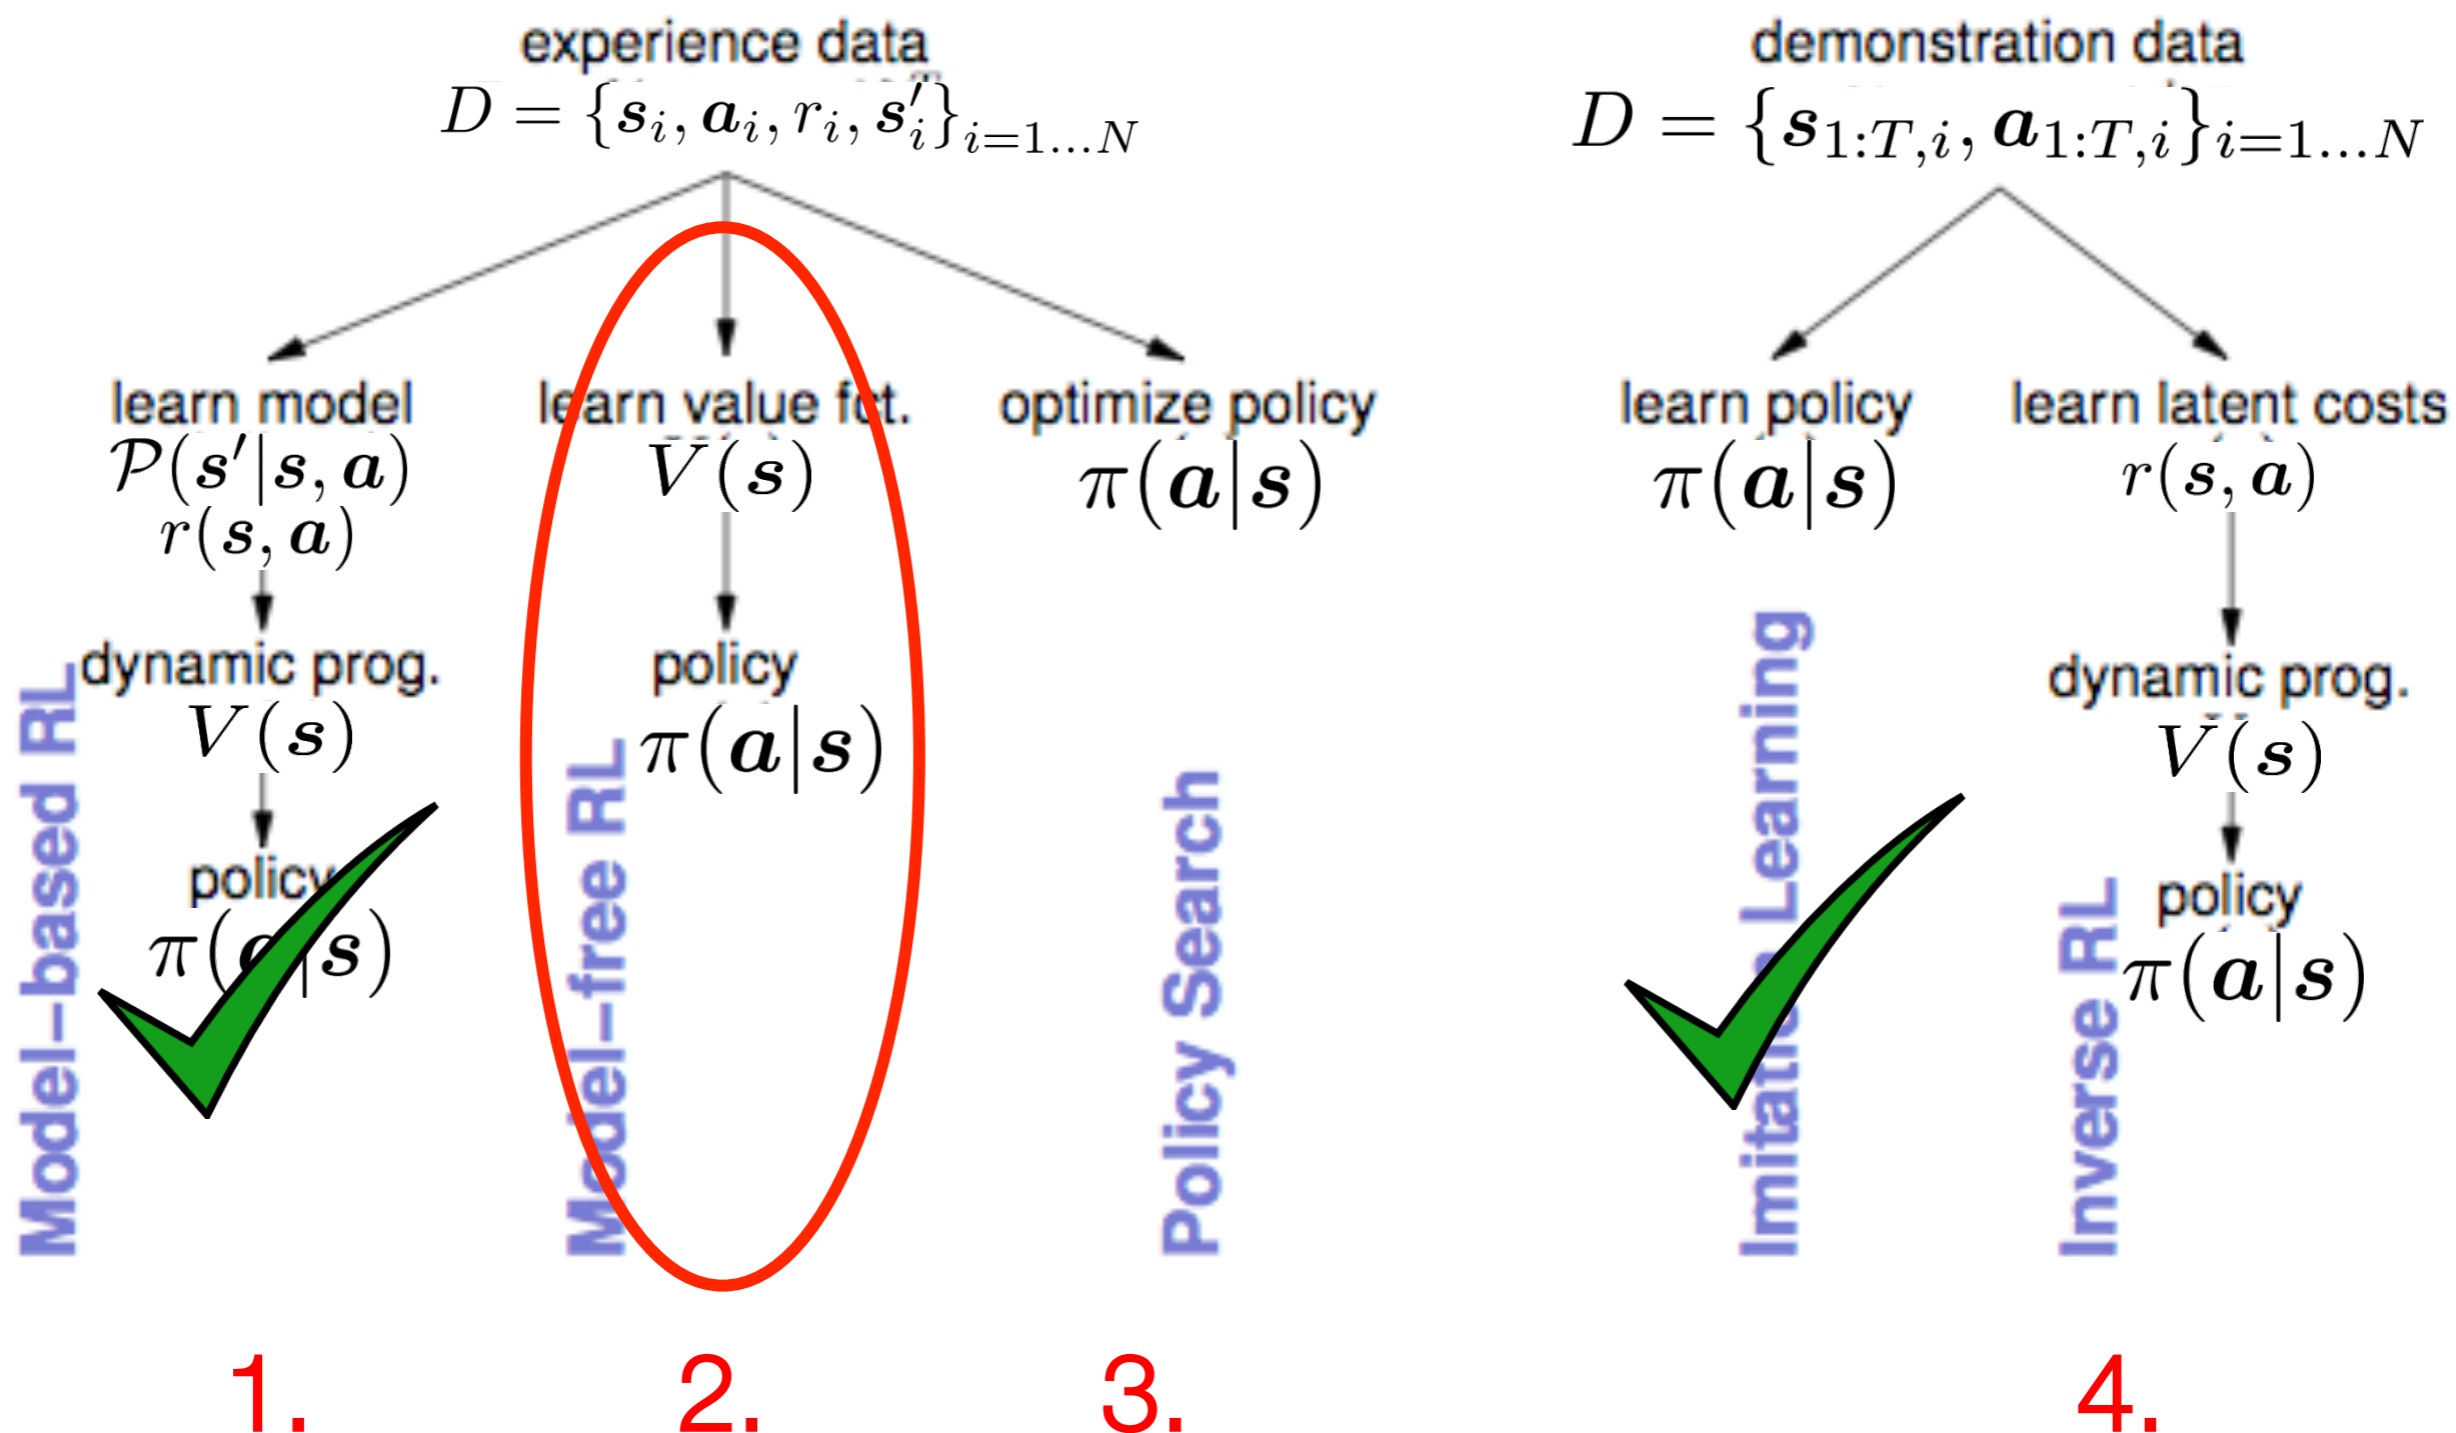 experience data
D = {s_i, a_i, r_i, s'_i}_{i=1...N}
learn model
P(s'|s, a)
r(s, a)
dynamic prog.
V(s)
policy
π(a|s)
Model-based RL
learn value fct.
V(s)
policy
π(a|s)
Model-free RL
optimize policy
π(a|s)
Policy Search
demonstration data
D = {s_{1:T,i}, a_{1:T,i}}_{i=1...N}
learn policy
π(a|s)
Imitation Learning
learn latent costs
r(s, a)
dynamic prog.
V(s)
policy
π(a|s)
Inverse RL
1.
2.
3.
4.